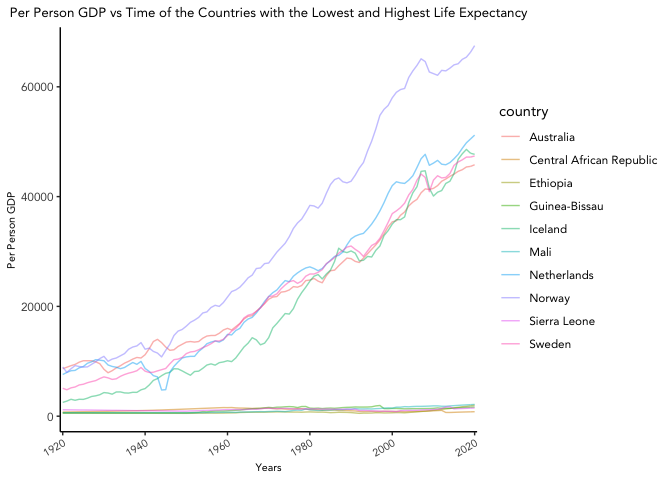 Per Person GDP vs Time of the Countries with the Lowest and Highest Life Expectancy
Per Person GDP
60000
40000
20000
0
1920
1940
1960
1980
2000
2020
Years
country
Australia
Central African Republic
Ethiopia
Guinea-Bissau
Iceland
Mali
Netherlands
Norway
Sierra Leone
Sweden